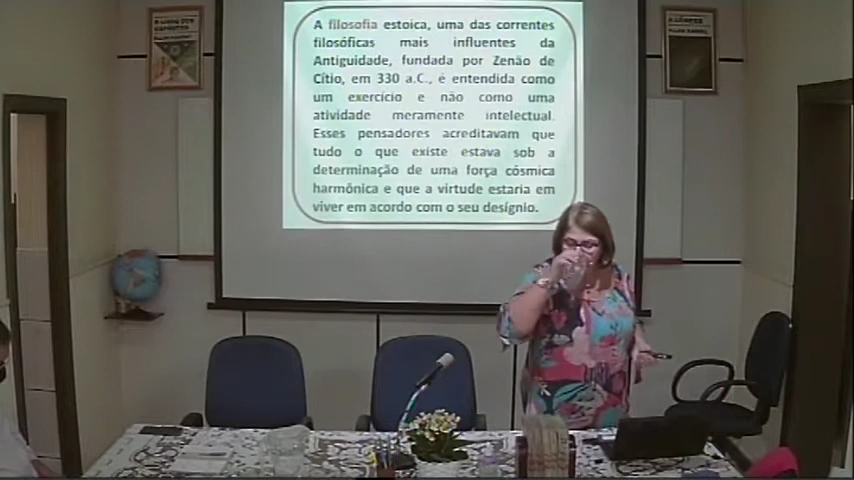 A filosofia estoica, uma das correntes
filosóficas mais influentes da
Antiguidade, fundada por Zenão de
Cítio, em 330 a.C., é entendida como
um exercício e não como uma
atividade meramente intelectual.
Esses pensadores acreditavam que
tudo o que existe estava sob a
determinação de uma força cósmica
harmônica e que a virtude estaria em
viver em acordo com o seu desígnio.